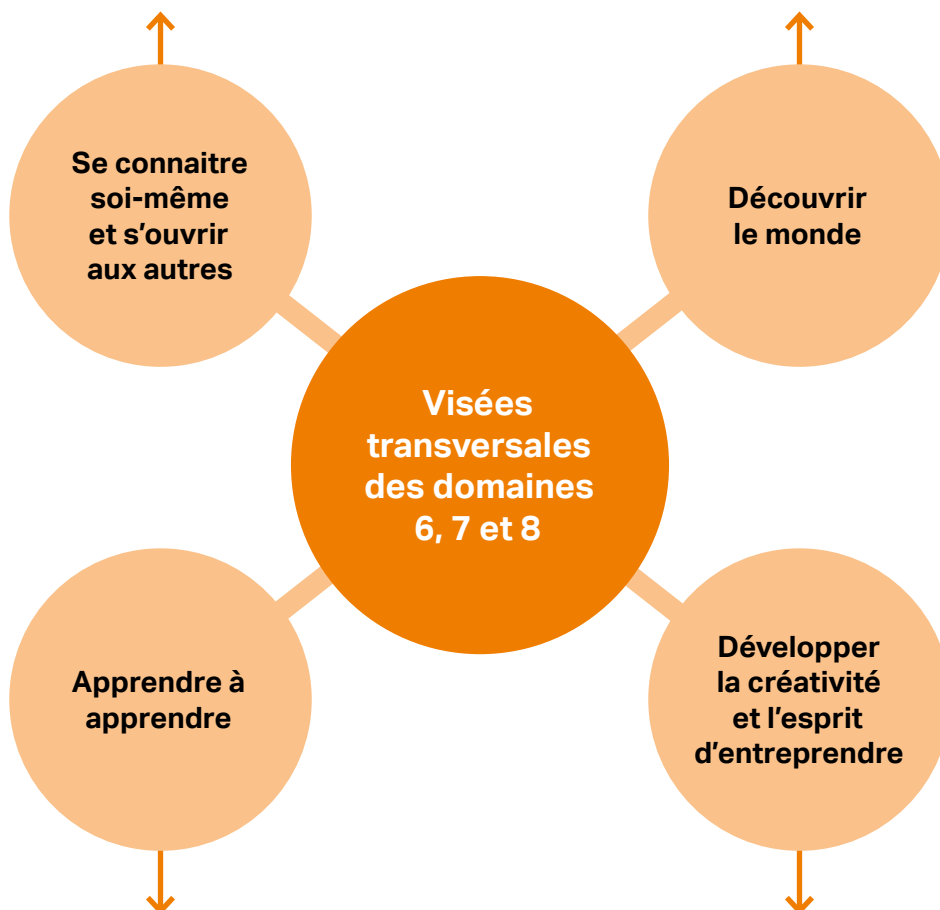 Se connaitre
soi-même
et s’ouvrir
aux autres
Découvrir
le monde
Visées
transversales
des domaines
6, 7 et 8
Apprendre à
apprendre
Développer
la créativité
et l’esprit
d’entreprendre